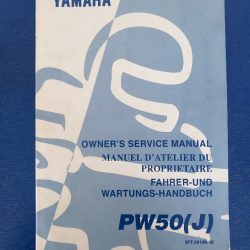 YAMAHA
OWNER'S SERVICE MANUAL
MANUEL D'ATELIER DU
PROPRIETAIRE
FAHRER-UND
WARTUNGS-HANDBUCH
PW50(J)